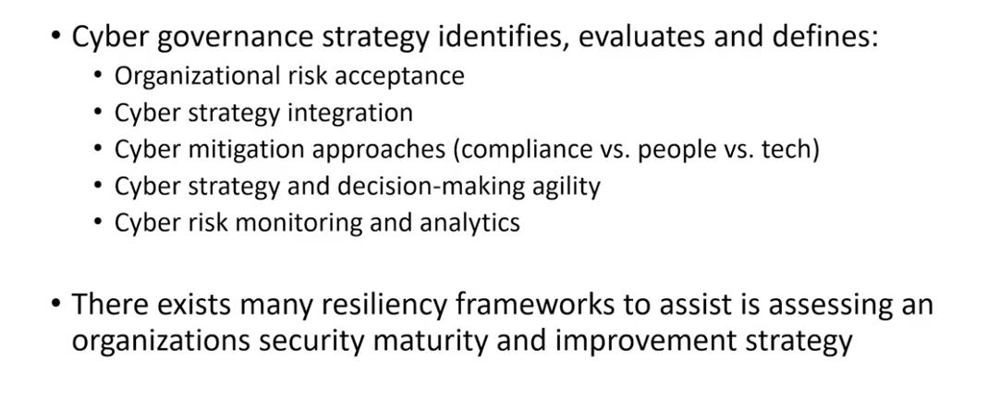 • Cyber governance strategy identifies, evaluates and defines:
• Organizational risk acceptance
• Cyber strategy integration
• Cyber mitigation approaches (compliance vs. people vs. tech)
• Cyber strategy and decision-making agility
• Cyber risk monitoring and analytics
• There exists many resiliency frameworks to assist is assessing an
organizations security maturity and improvement strategy